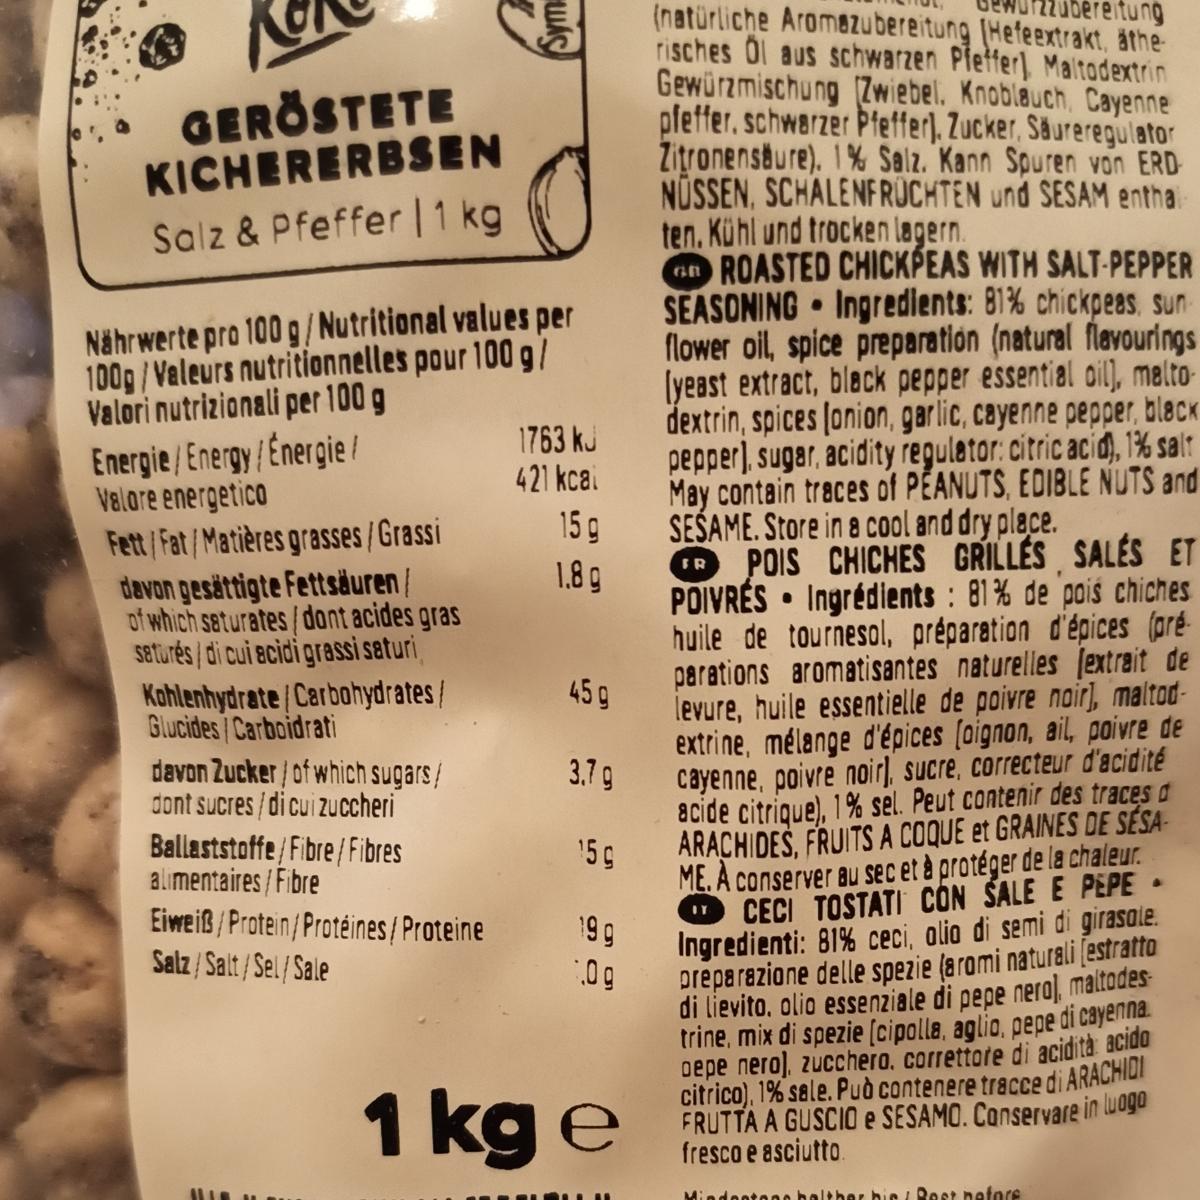 GERÖSTETE
KICHERERBSEN
Salz & Pfeffer | 1 kg
Nährwerte pro 100 g / Nutritional values per
100g / Valeurs nutritionnelles pour 100 g /
Valori nutrizionali per 100 g
Energie / Energy / Énergie / 1763 kJ
Valore energetico 421 kcal
Fett / Fat / Matières grasses / Grassi 15 g
davon gesättigte Fettsäuren / 1.8 g
of which saturates / dont acides gras
saturés / di cui acidi grassi saturi
Kohlenhydrate / Carbohydrates / 45 g
Glucides / Carboidrati
davon Zucker / of which sugars / 3.7 g
dont sucres / di cui zuccheri
Ballaststoffe / Fibre / Fibres 15 g
alimentaires / Fibre
Eiweiß / Protein / Protéines / Proteine 19 g
Salz / Salt / Sel / Sale .0 g
1 kg e
Gewürzzubereitung
(natürliche Aromazubereitung [Hefeextrakt, äthe-
risches Öl aus schwarzen Pfeffer], Maltodextrin
Gewürzmischung [Zwiebel, Knoblauch, Cayenne
pfeffer, schwarzer Pfeffer], Zucker, Säureregulator
Zitronensäure), 1% Salz. Kann Spuren von ERD-
NÜSSEN, SCHALENFRÜCHTEN und SESAM enthal
ten. Kühl und trocken lagern.
GB ROASTED CHICKPEAS WITH SALT-PEPPER
SEASONING • Ingredients: 81% chickpeas, sun-
flower oil, spice preparation (natural flavourings
[yeast extract, black pepper essential oil], malto-
dextrin, spices [onion, garlic, cayenne pepper, black
pepper], sugar, acidity regulator: citric acid), 1% salt
May contain traces of PEANUTS, EDIBLE NUTS and
SESAME. Store in a cool and dry place.
FR POIS CHICHES GRILLÉS SALÉS ET
POIVRÉS • Ingrédients : 81% de pois chiches
huile de tournesol, préparation d'épices (pré-
parations aromatisantes naturelles [extrait de
levure, huile essentielle de poivre noir], maltod-
extrine, mélange d'épices [oignon, ail, poivre de
cayenne, poivre noir], sucre, correcteur d'acidité
acide citrique), 1% sel. Peut contenir des traces d
ARACHIDES, FRUITS A COQUE et GRAINES DE SÉSA-
ME. À conserver au sec et à protéger de la chaleur.
IT CECI TOSTATI CON SALE E PEPE •
Ingredienti: 81% ceci, olio di semi di girasole.
preparazione delle spezie (aromi naturali [estratto
di lievito, olio essenziale di pepe nero], maltodes-
trine, mix di spezie [cipolla, aglio, pepe di cayenna.
pepe nero], zucchero, correttore di acidità: acido
citrico), 1% sale. Può contenere tracce di ARACHIDI
FRUTTA A GUSCIO e SESAMO. Conservare in luogo
fresco e asciutto.
Mindestens haltbar bis / Best before